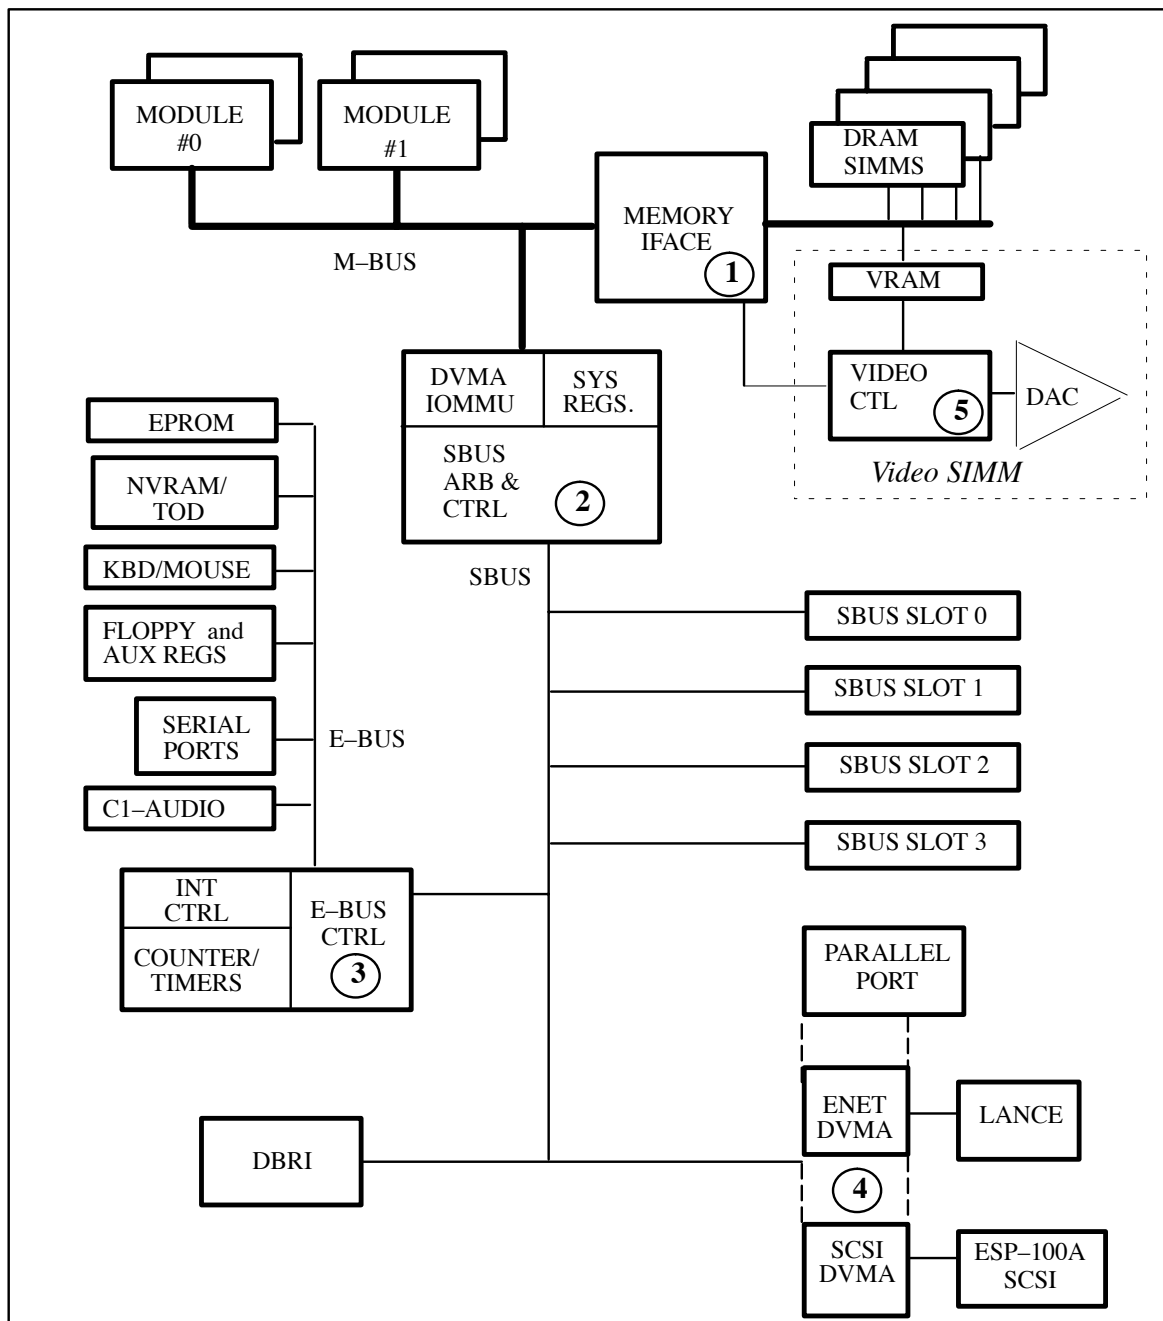 MODULE
#0
MODULE
#1
DRAM
SIMMS
MEMORY
IFACE
1
M–BUS
VRAM
VIDEO
CTL
5
DAC
Video SIMM
DVMA
IOMMU
SYS
REGS.
SBUS
ARB &
CTRL
2
SBUS
EPROM
NVRAM/
TOD
KBD/MOUSE
FLOPPY and
AUX REGS
SERIAL
PORTS
E–BUS
C1–AUDIO
SBUS SLOT 0
SBUS SLOT 1
SBUS SLOT 2
SBUS SLOT 3
INT
CTRL
COUNTER/
TIMERS
E–BUS
CTRL
3
PARALLEL
PORT
ENET
DVMA
LANCE
DBRI
4
SCSI
DVMA
ESP–100A
SCSI